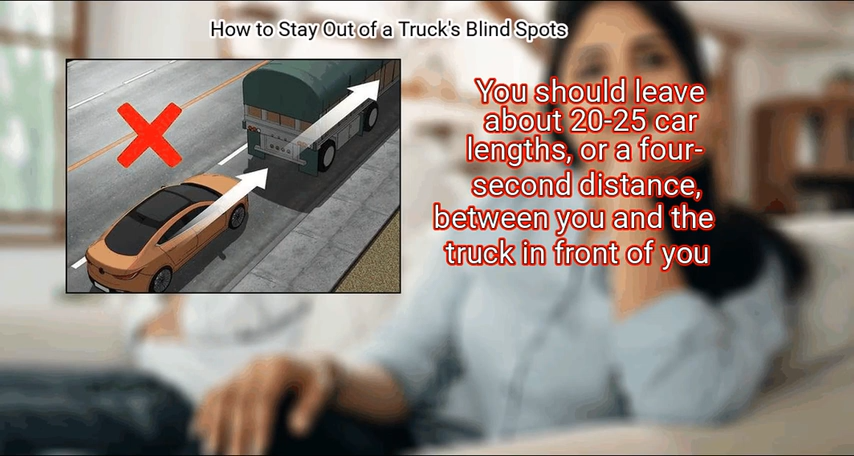 How to Stay Out of a Truck's Blind Spots
You should leave
about 20-25 car
lengths, or a four-
second distance,
between you and the
truck in front of you